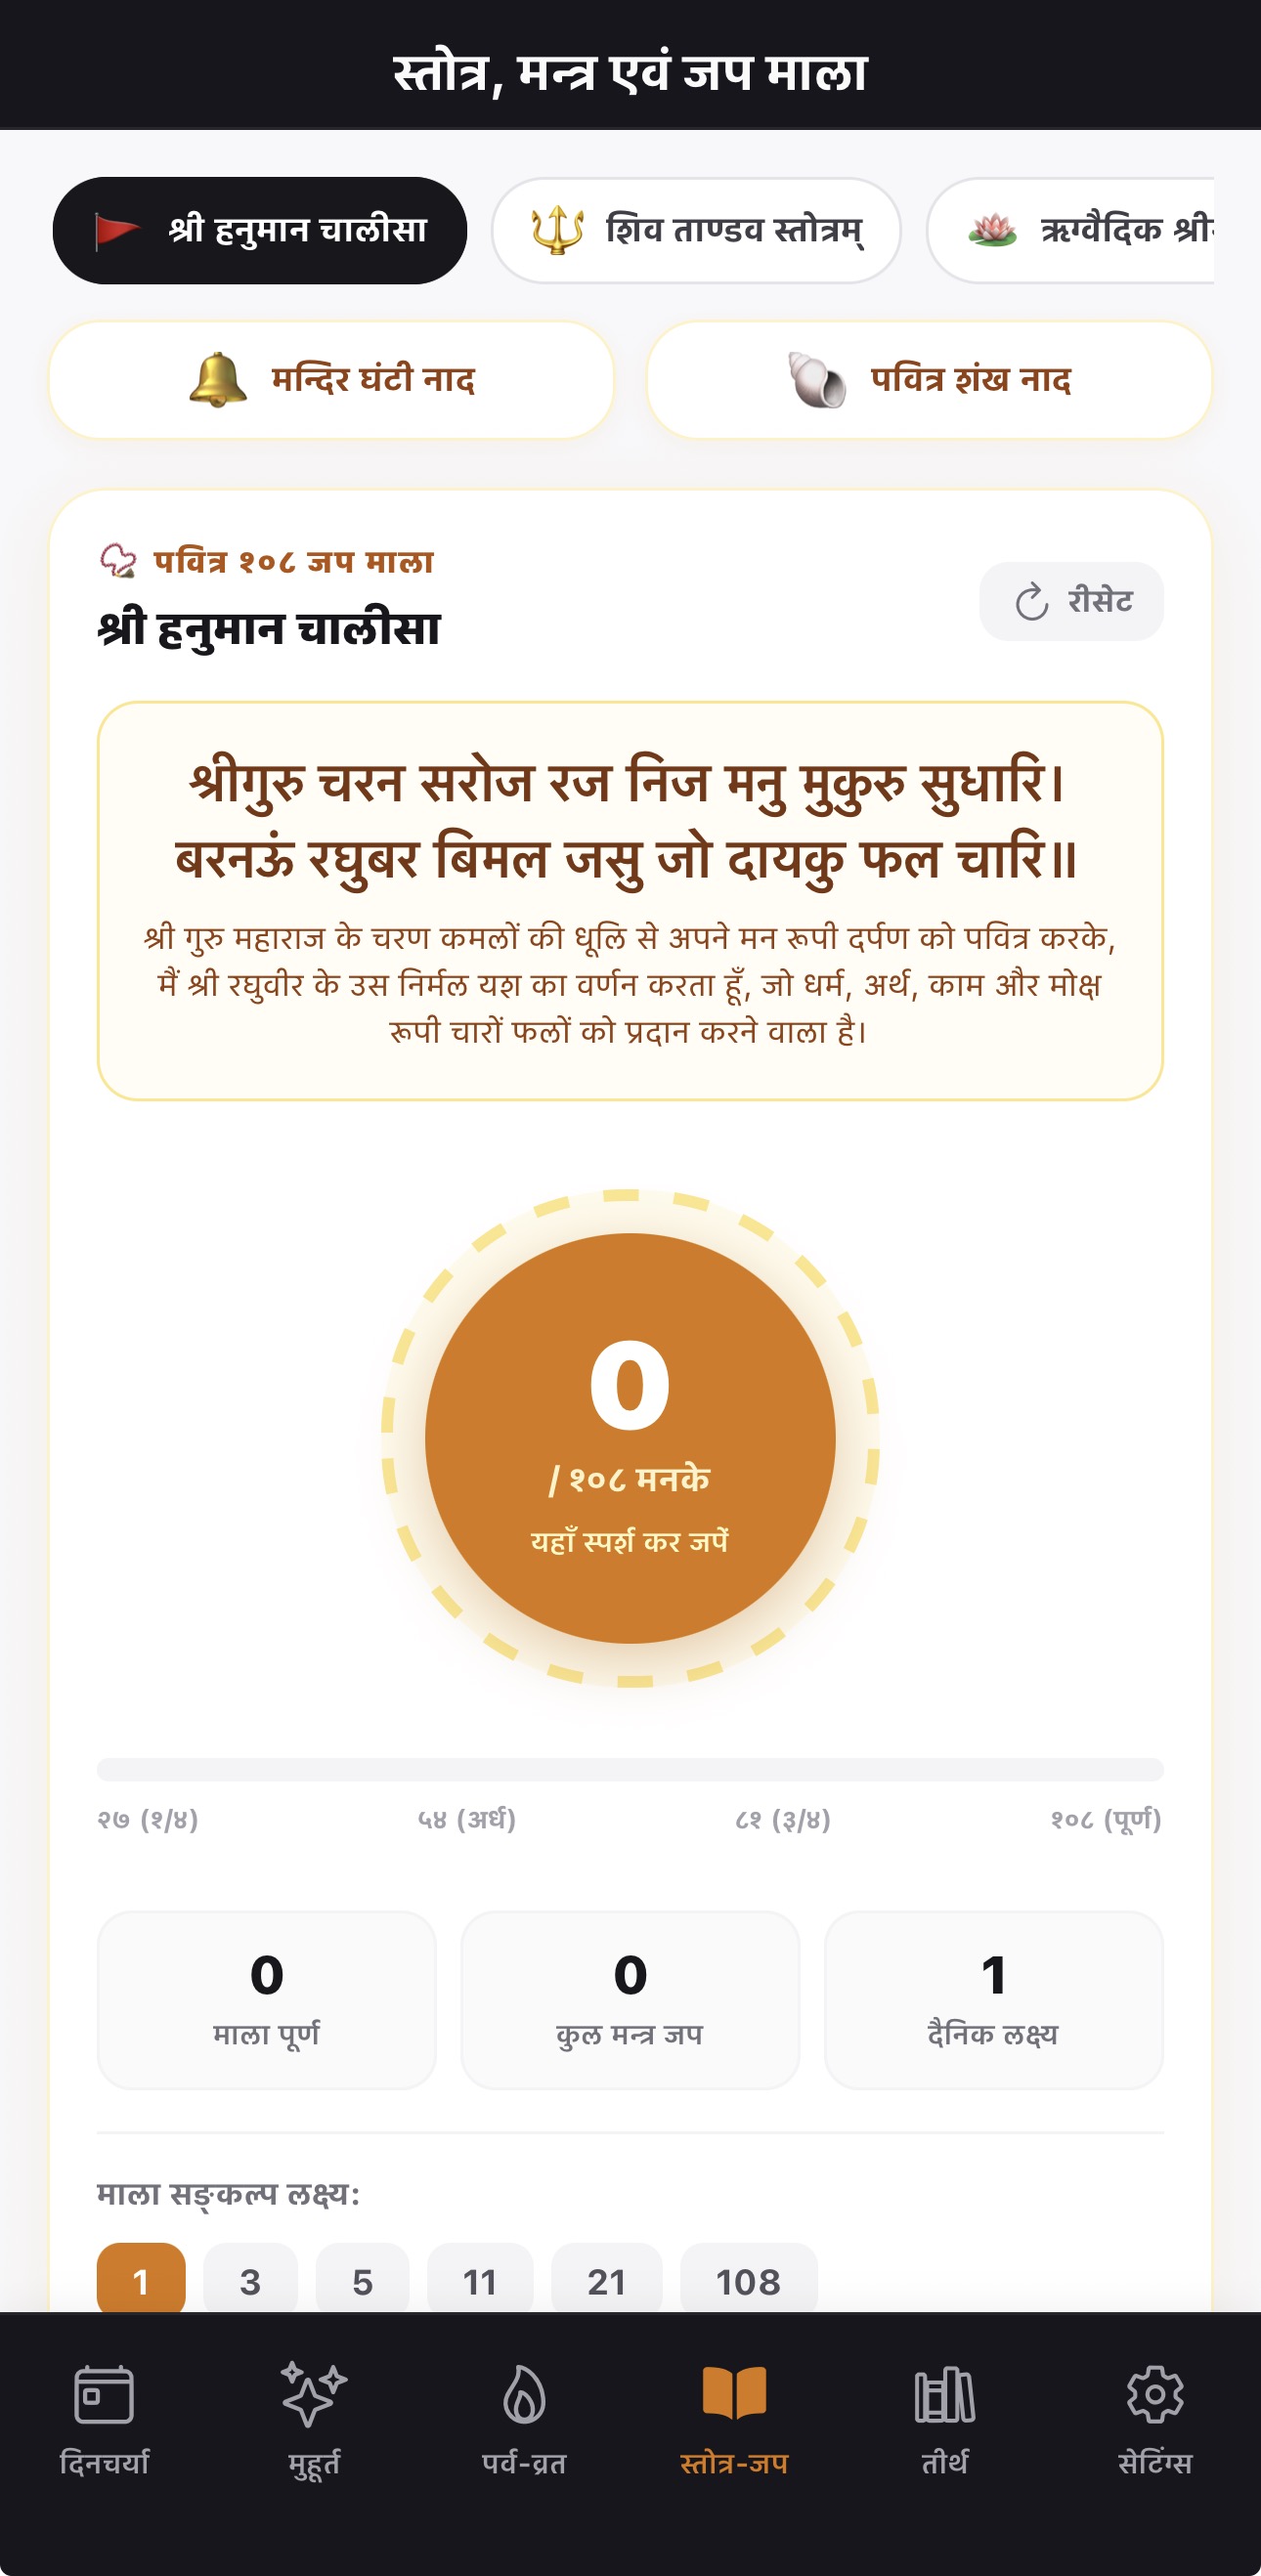 स्तोत्र, मन्त्र एवं जप माला
श्री हनुमान चालीसा
शिव ताण्डव स्तोत्रम्
ऋग्वैदिक
मन्दिर घंटी नाद
पवित्र शंख नाद
पवित्र १०८ जप माला
श्री हनुमान चालीसा
रीसेट
श्रीगुरु चरन सरोज रज निज मनु मुकुरु सुधारि।
बरनऊं रघुबर बिमल जसु जो दायकु फल चारि॥
श्री गुरु महाराज के चरण कमलों की धूलि से अपने मन रूपी दर्पण को पवित्र करके,
मैं श्री रघुवीर के उस निर्मल यश का वर्णन करता हूँ, जो धर्म, अर्थ, काम और मोक्ष
रूपी चारों फलों को प्रदान करने वाला है।
0
/ १०८ मनके
यहाँ स्पर्श कर जपें
२७ (१/४)
५४ (अर्ध)
८१ (३/४)
१०८ (पूर्ण)
0
माला पूर्ण
0
कुल मन्त्र जप
1
दैनिक लक्ष्य
माला सङ्कल्प लक्ष्य:
1 3 5 11 21 108
दिनचर्या
मुहूर्त
पर्व-व्रत
स्तोत्र-जप
तीर्थ
सेटिंग्स